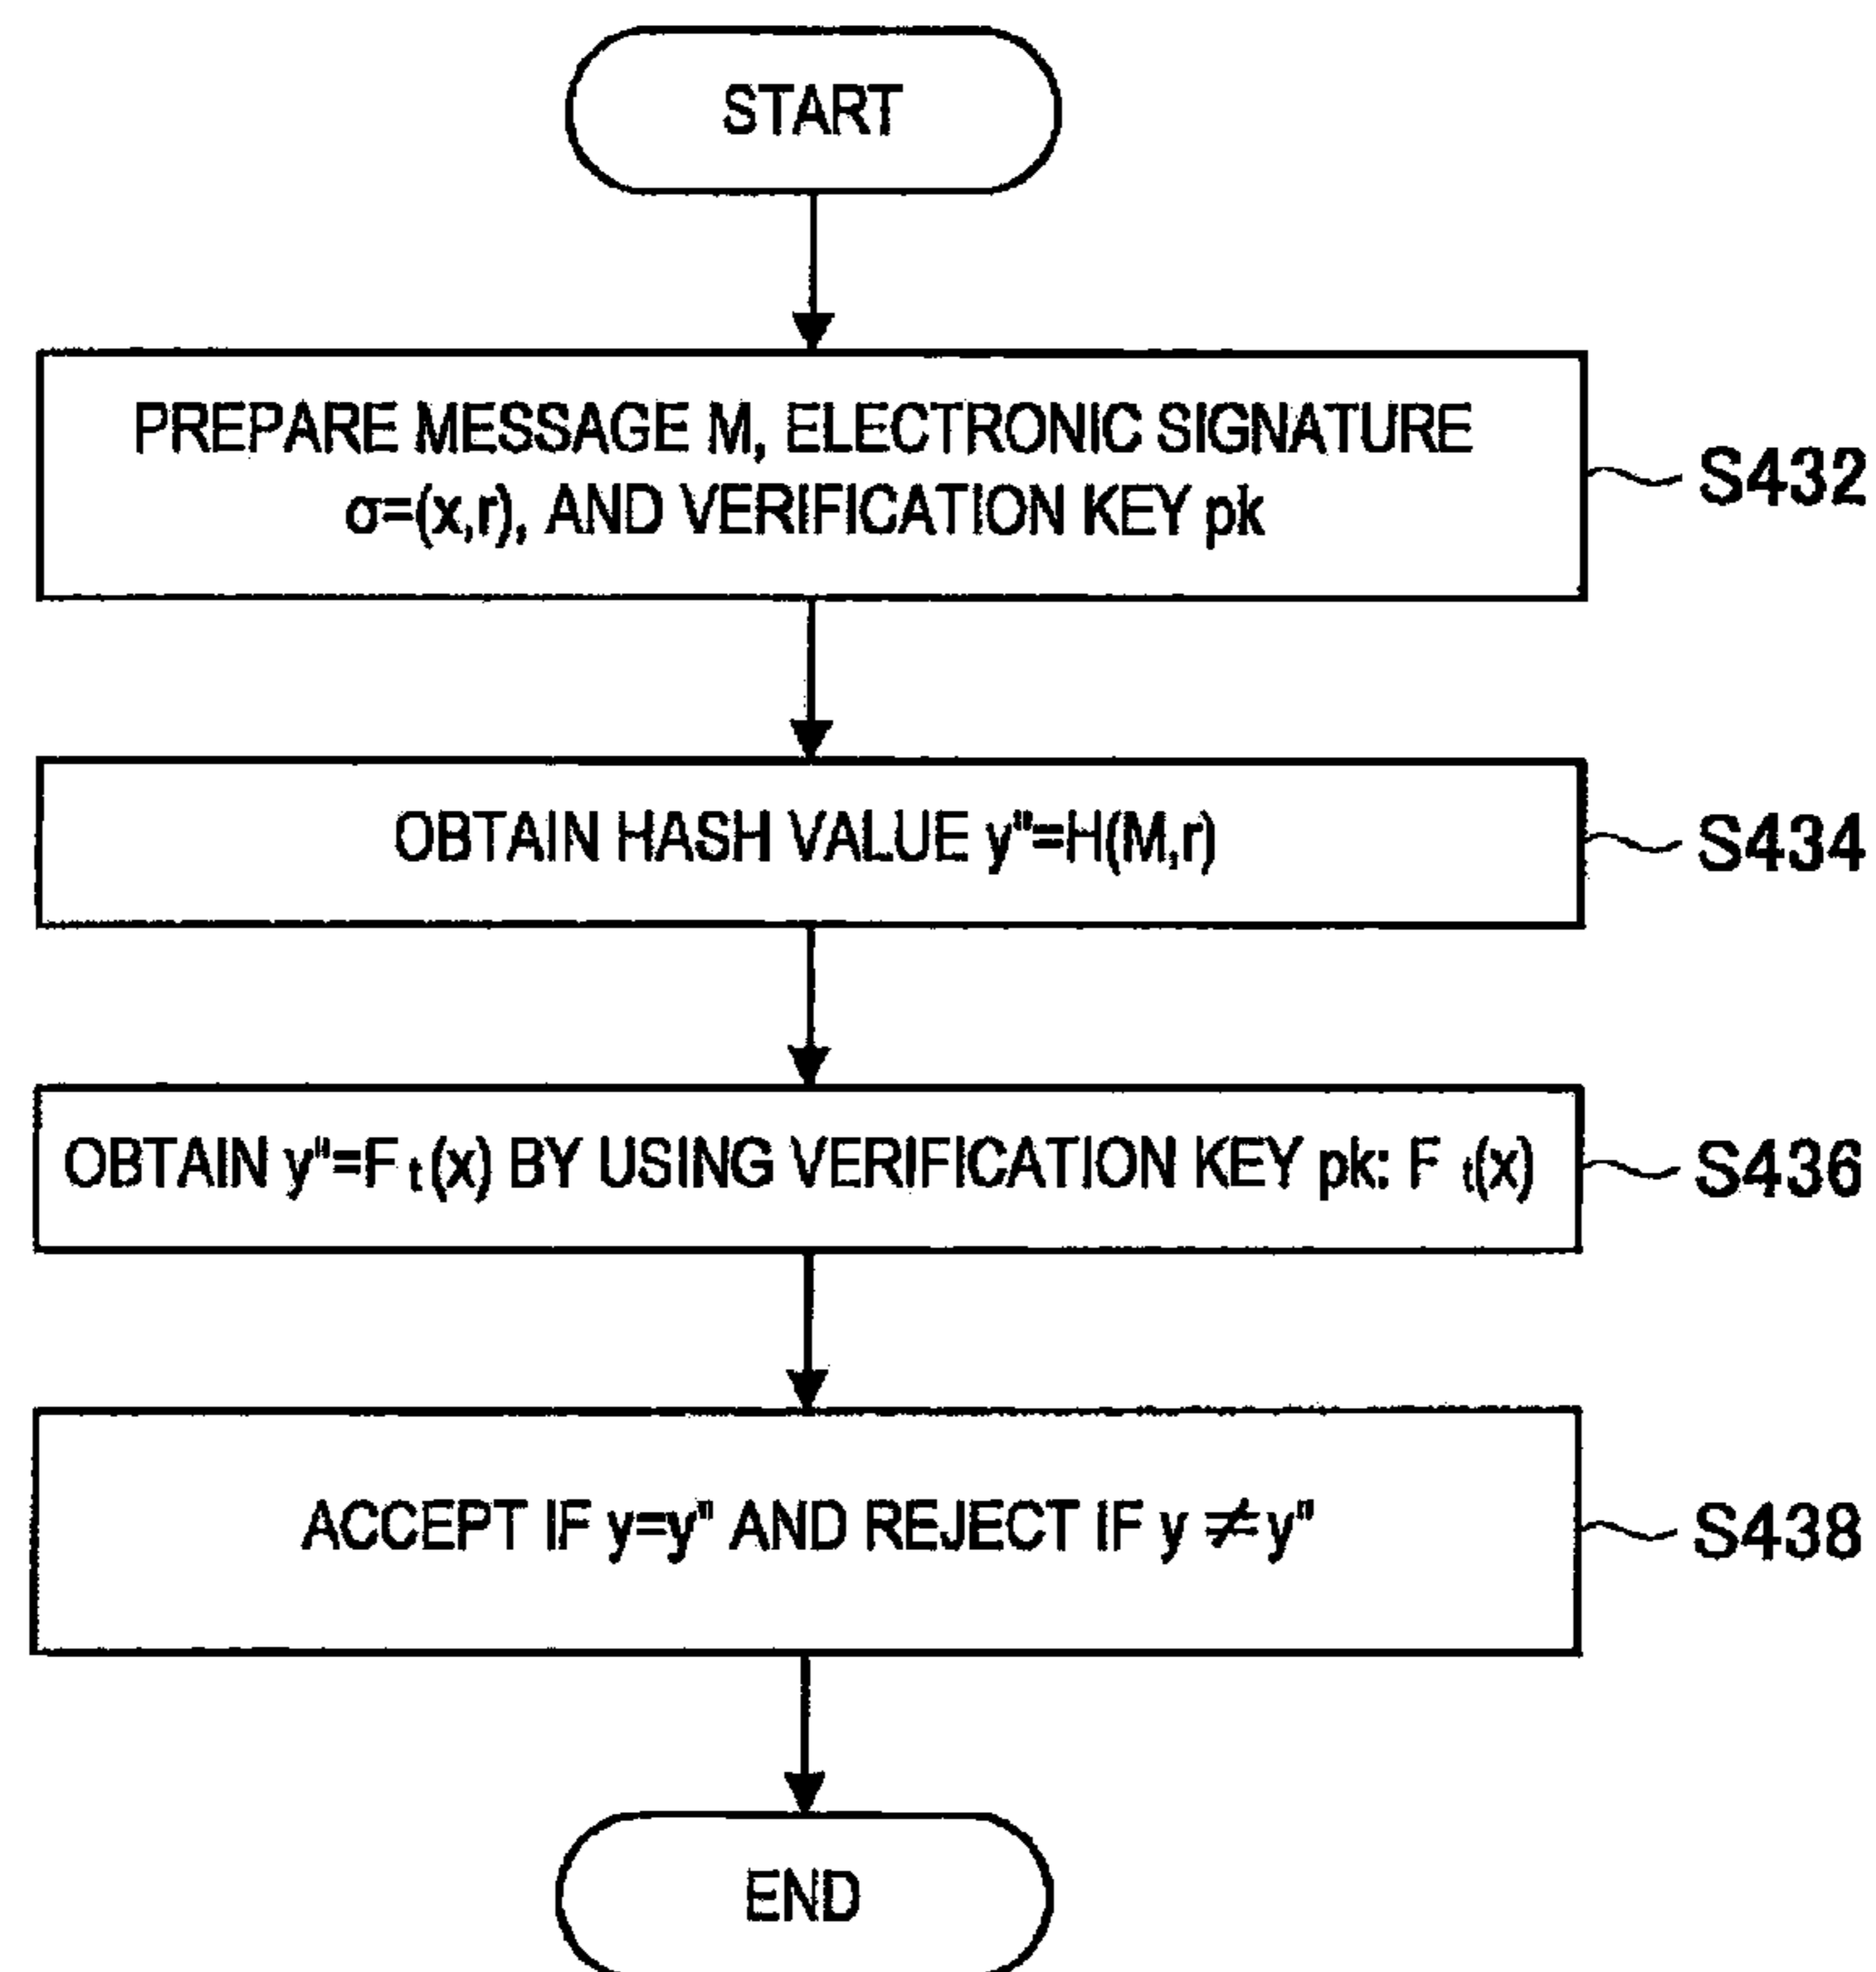 START
PREPARE MESSAGE M, ELECTRONIC SIGNATURE
σ=(x,r), AND VERIFICATION KEY pk
S432
OBTAIN HASH VALUE y"=H(M,r)
S434
OBTAIN y"=F t (x) BY USING VERIFICATION KEY pk: F t(x)
S436
ACCEPT IF y=y" AND REJECT IF y ≠ y"
S438
END